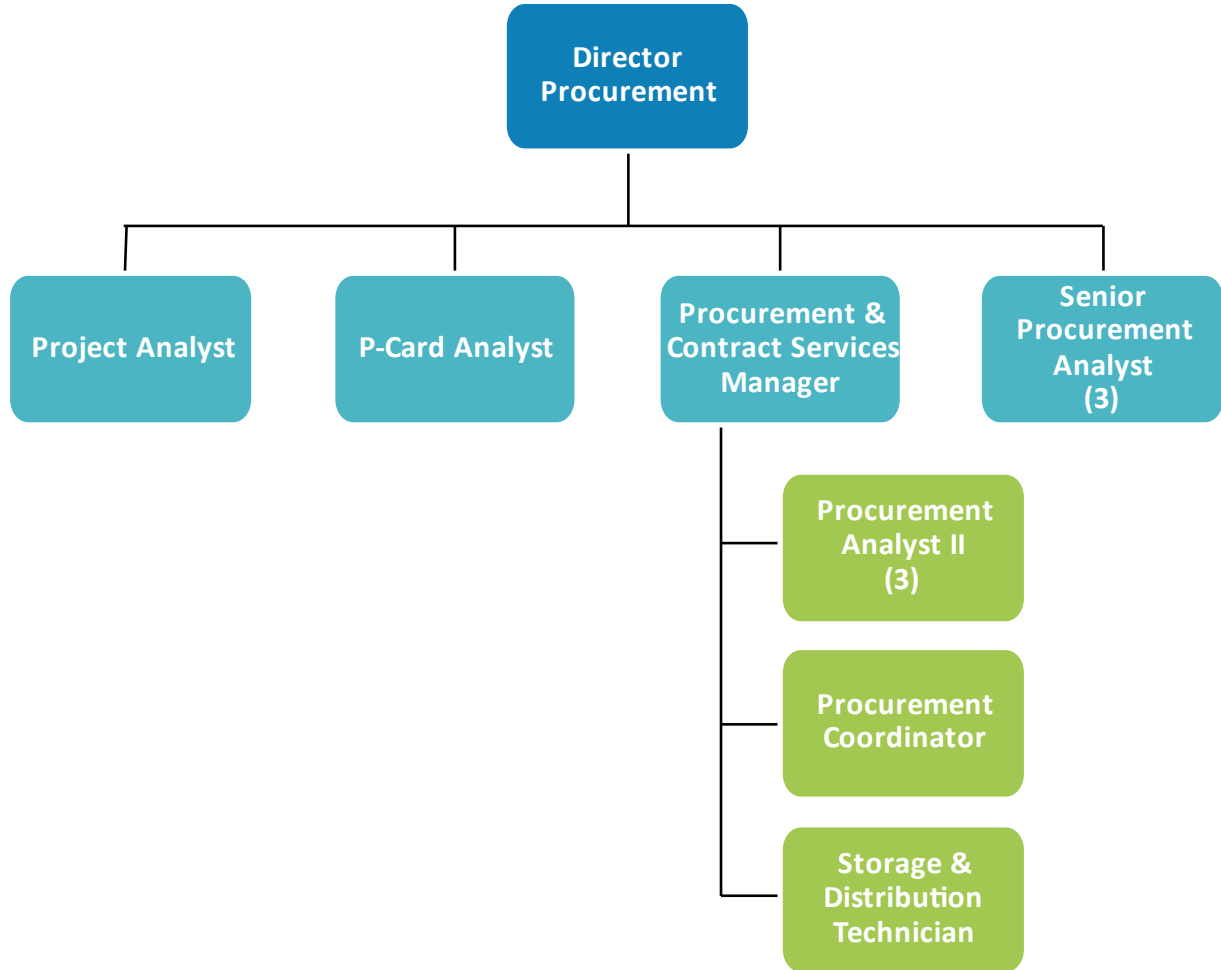 Director
Procurement
Project Analyst
P-Card Analyst
Procurement &
Contract Services
Manager
Senior
Procurement
Analyst
(3)
Procurement
Analyst II
(3)
Procurement
Coordinator
Storage &
Distribution
Technician